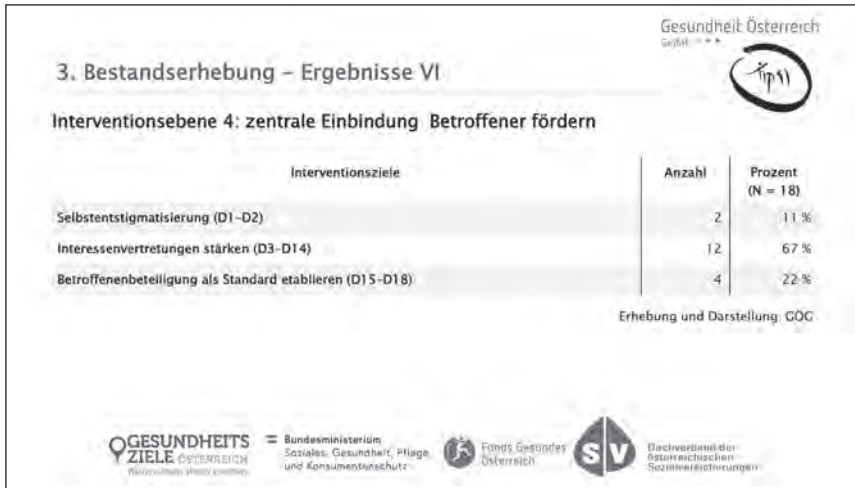 Gesundheit Österreich
GmbH
3. Bestandserhebung – Ergebnisse VI
Interventionsebene 4: zentrale Einbindung Betroffener fördern
Interventionsziele Anzahl Prozent
(N = 18)
Selbstentstigmatisierung (D1–D2) 2 11 %
Interessenvertretungen stärken (D3–D14) 12 67 %
Betroffenenbeteiligung als Standard etablieren (D15–D18) 4 22 %
Erhebung und Darstellung: GÖG
GESUNDHEITS
ZIELE ÖSTERREICH
Bundesministerium
Soziales, Gesundheit, Pflege
und Konsumentenschutz
Fonds Gesundes
Österreich
SV
Dachverband der
österreichischen
Sozialversicherungen